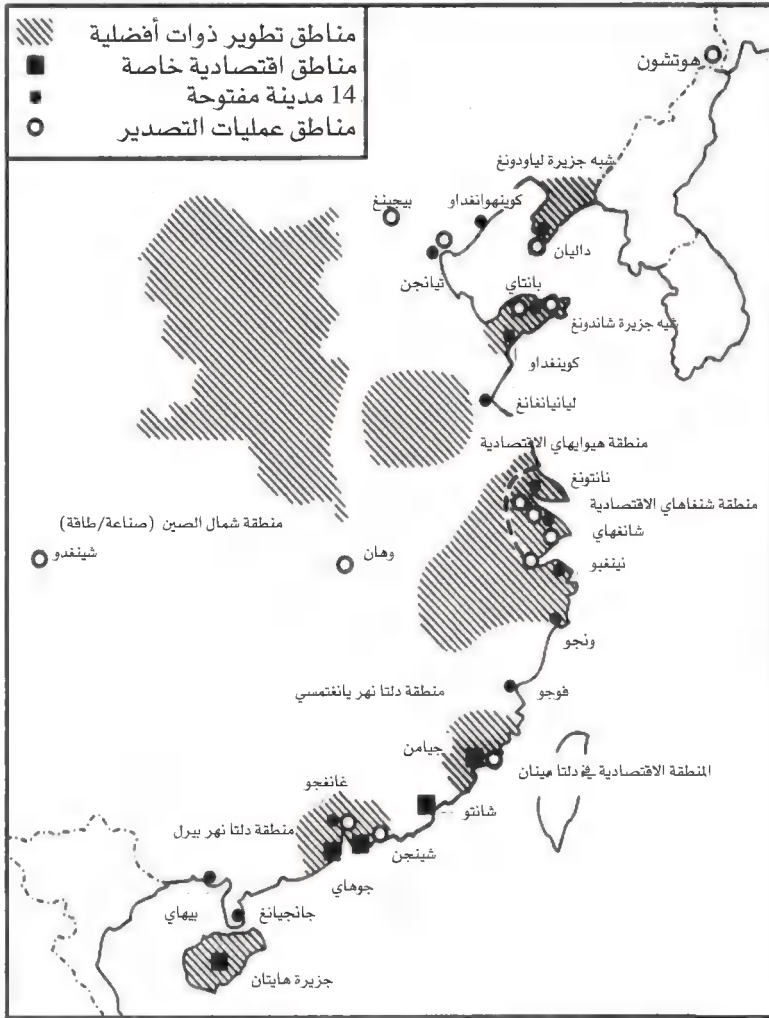 مناطق تطوير ذوات أفضلية
مناطق اقتصادية خاصة
14 مدينة مفتوحة
مناطق عمليات التصدير
هوتشون
شبه جزيرة لياودونغ
بيجينغ
كوينهوانغداو
داليان
تيانجن
بانتاي
شبه جزيرة شاندونغ
كوينغداو
ليانيانغانغ
منطقة هيوايهاي الاقتصادية
نانتونغ
منطقة شنغاهاي الاقتصادية
شانغهاي
منطقة شمال الصين (صناعة/طاقة)
شينغدو
وهان
نينغبو
ونجو
منطقة دلتا نهر يانغتمسي
فوجو
جيامن
المنطقة الاقتصادية في دلتا مينان
غانغجو
شانتو
منطقة دلتا نهر بيرل
شينجن
جوهاي
بيهاي
جانجيانغ
جزيرة هايتان